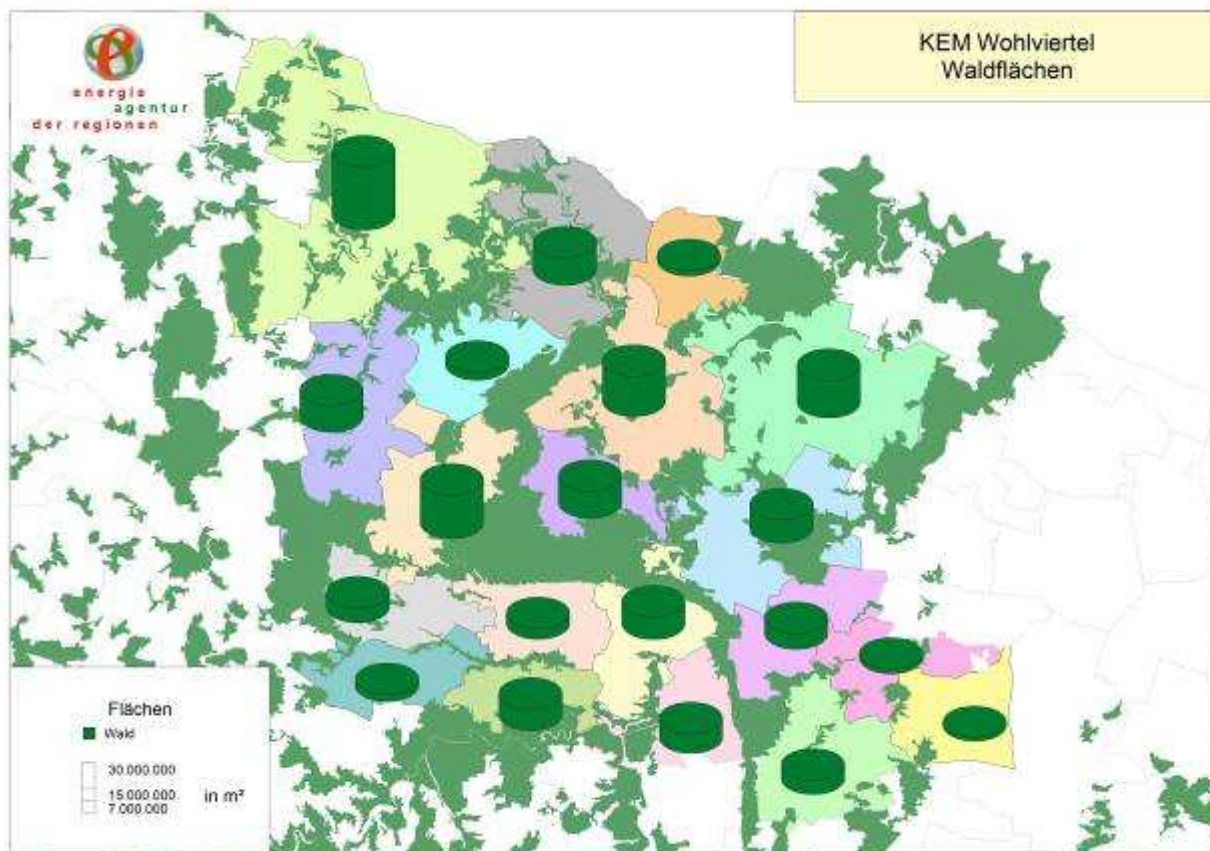 energie
agentur
der regionen
KEM Wohlviertel
Waldflächen
Flächen
Wald
30.000.000
15.000.000
7.000.000
in m²